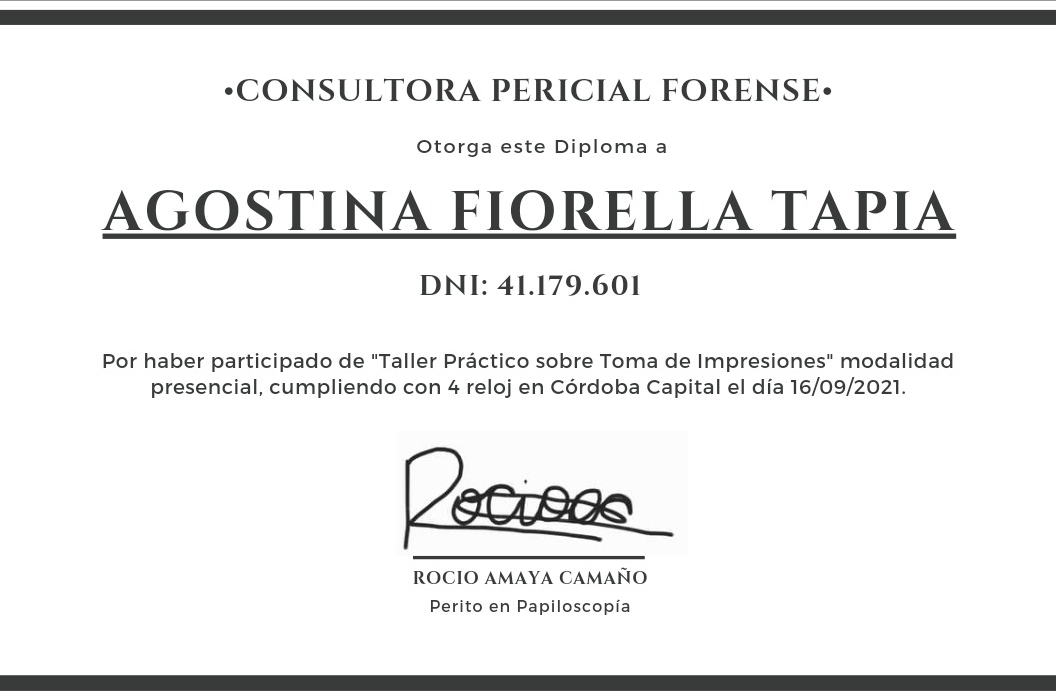 •CONSULTORA PERICIAL FORENSE•
Otorga este Diploma a
AGOSTINA FIORELLA TAPIA
DNI: 41.179.601
Por haber participado de "Taller Práctico sobre Toma de Impresiones" modalidad
presencial, cumpliendo con 4 reloj en Córdoba Capital el día 16/09/2021.
ROCIO AMAYA CAMAÑO
Perito en Papiloscopía